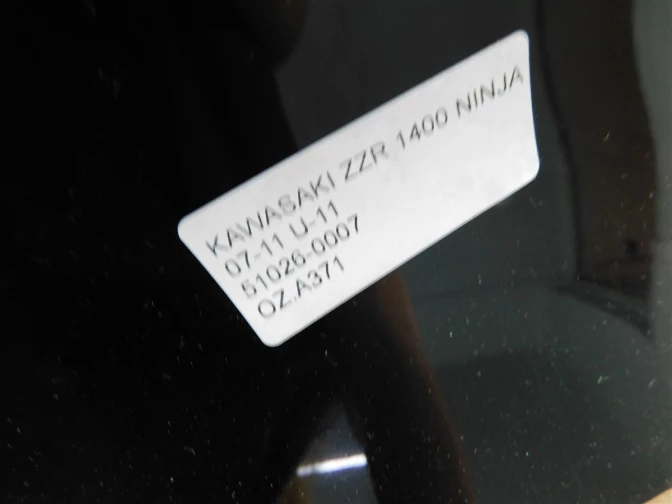 KAWASAKI ZZR 1400 NINJA
07-11 U-11
51026-0007
OZ.A371